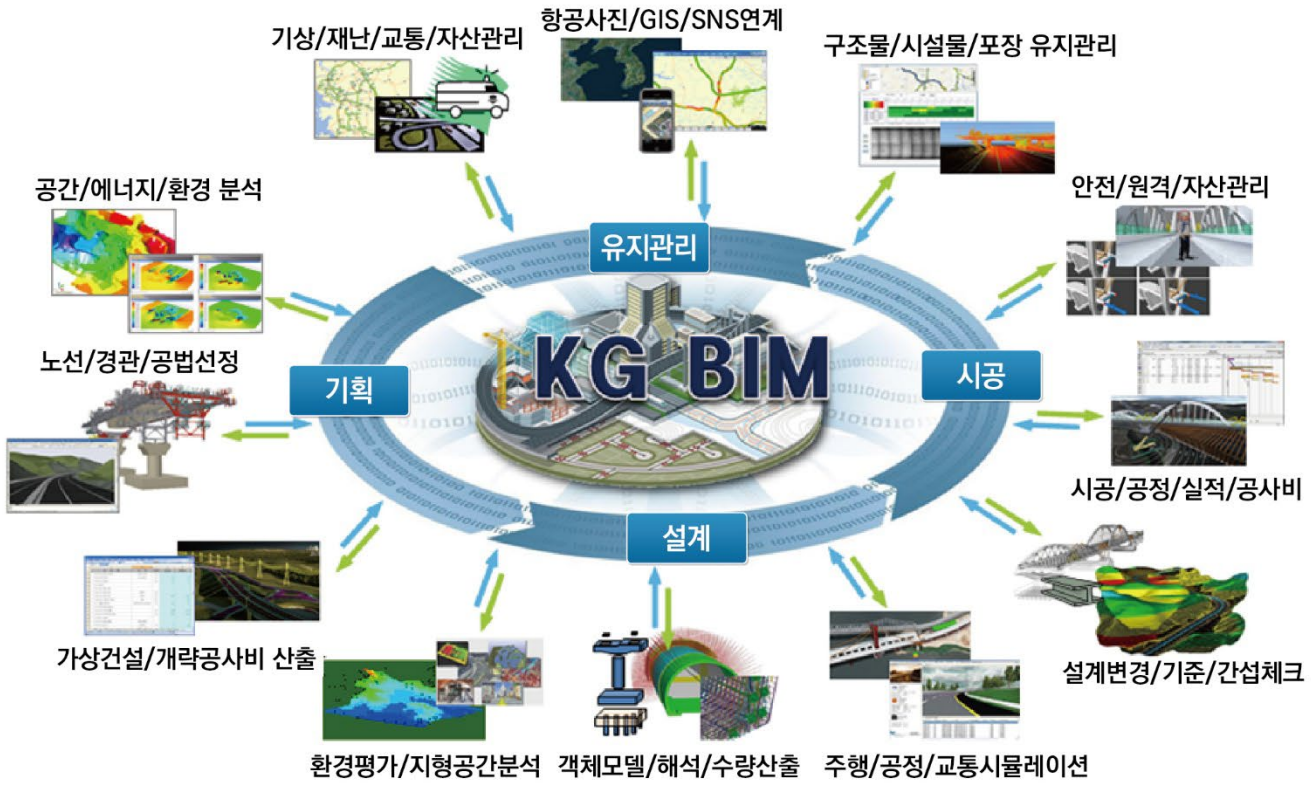 항공사진/GIS/SNS연계
기상/재난/교통/자산관리
구조물/시설물/포장 유지관리
공간/에너지/환경 분석
안전/원격/자산관리
유지관리
노선/경관/공법선정
기획
KG BIM
시공
시공/공정/실적/공사비
설계
가상건설/개략공사비 산출
설계변경/기준/간섭체크
환경평가/지형공간분석
객체모델/해석/수량산출
주행/공정/교통시뮬레이션